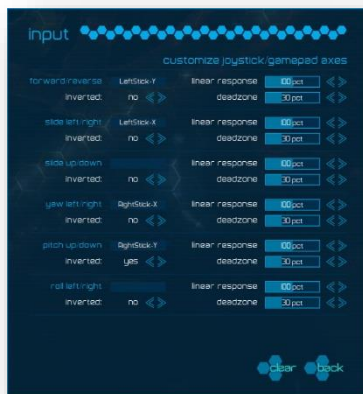 input
customize joystick/gamepad axes
forward/reverse LeftStick-Y linear response 100 pct
inverted: no deadzone 30 pct
slide left/right LeftStick-X linear response 100 pct
inverted: no deadzone 30 pct
slide up/down linear response 100 pct
inverted: no deadzone 30 pct
yaw left/right RightStick-X linear response 100 pct
inverted: no deadzone 30 pct
pitch up/down RightStick-Y linear response 100 pct
inverted: yes deadzone 30 pct
roll left/right linear response 100 pct
inverted: no deadzone 30 pct
clear back